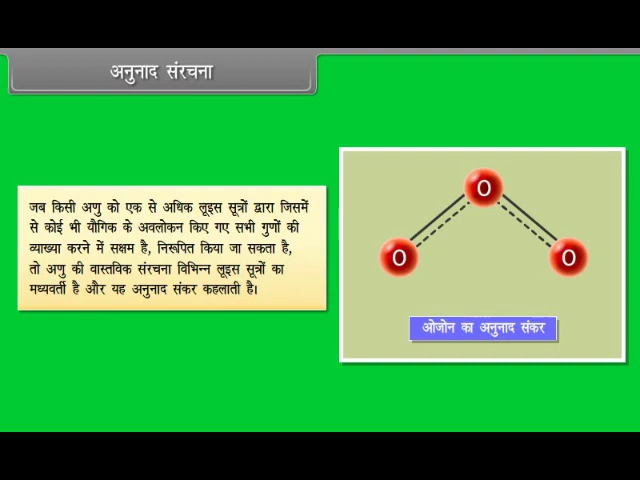 अनुनाद संरचना
जब किसी अणु को एक से अधिक लूइस सूत्रों द्वारा जिसमें
से कोई भी यौगिक के अवलोकन किए गए सभी गुणों की
व्याख्या करने में सक्षम है, निरूपित किया जा सकता है,
तो अणु की वास्तविक संरचना विभिन्न लूइस सूत्रों का
मध्यवर्ती है और यह अनुनाद संकर कहलाती है।
O
O
O
ओजोन का अनुनाद संकर